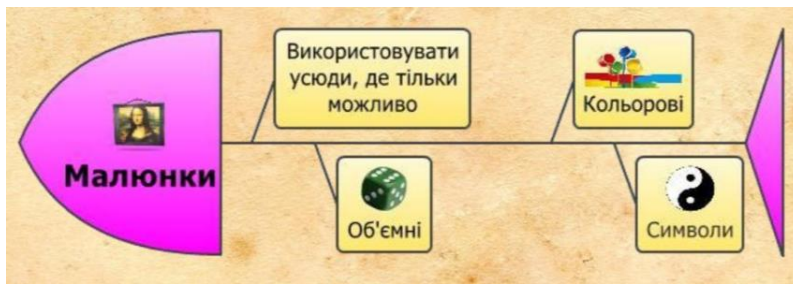 Малюнки
Використовувати
усюди, де тільки
можливо
Об'ємні
Кольорові
Символи